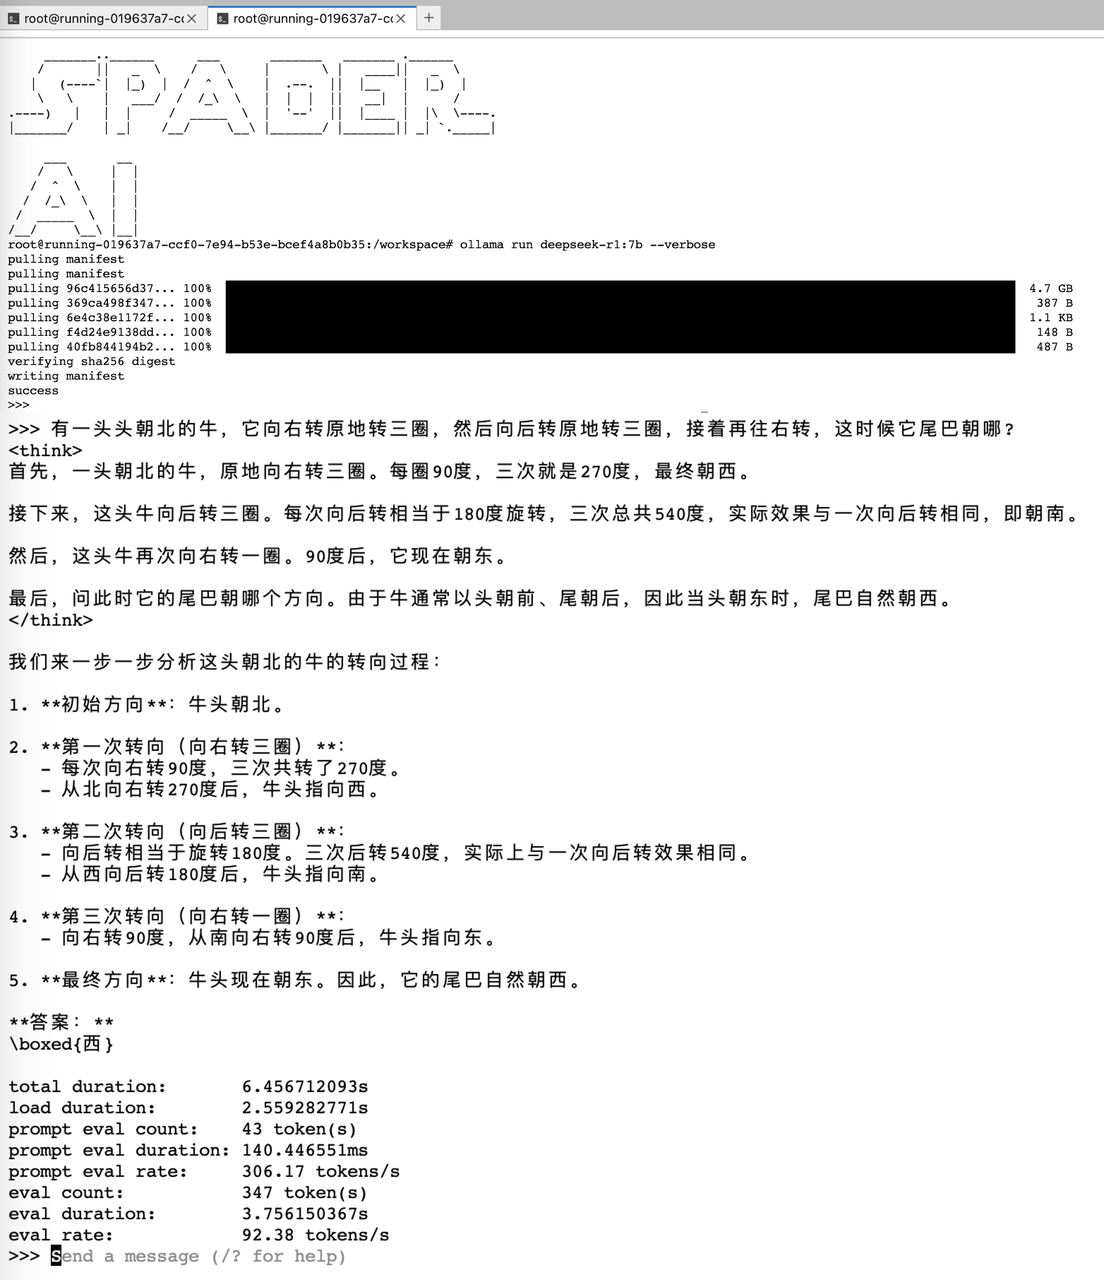 root@running-019637a7-cc
root@running-019637a7-cc
SPADER
AI
root@running-019637a7-ccf0-7e94-b53e-bcef4a8b0b35:/workspace# ollama run deepseek-r1:7b --verbose
pulling manifest
pulling manifest
pulling 96c415656d37... 100% 4.7 GB
pulling 369ca498f347... 100% 387 B
pulling 6e4c38e1172f... 100% 1.1 KB
pulling f4d24e9138dd... 100% 148 B
pulling 40fb844194b2... 100% 487 B
verifying sha256 digest
writing manifest
success
>>>
>>> 有一头头朝北的牛，它向右转原地转三圈，然后向后转原地转三圈，接着再往右转，这时候它尾巴朝哪?
<think>
首先，一头朝北的牛，原地向右转三圈。每圈90度，三次就是270度，最终朝西。
接下来，这头牛向后转三圈。每次向后转相当于180度旋转，三次总共540度，实际效果与一次向后转相同，即朝南。
然后，这头牛再次向右转一圈。90度后，它现在朝东。
最后，问此时它的尾巴朝哪个方向。由于牛通常以头朝前、尾朝后，因此当头朝东时，尾巴自然朝西。
</think>
我们来一步一步分析这头朝北的牛的转向过程：
1. **初始方向**：牛头朝北。
2. **第一次转向（向右转三圈）**：
- 每次向右转90度，三次共转了270度。
- 从北向右转270度后，牛头指向西。
3. **第二次转向（向后转三圈）**：
- 向后转相当于旋转180度。三次后转540度，实际上与一次向后转效果相同。
- 从西向后转180度后，牛头指向南。
4. **第三次转向（向右转一圈）**：
- 向右转90度，从南向右转90度后，牛头指向东。
5. **最终方向**：牛头现在朝东。因此，它的尾巴自然朝西。
**答案：**
\boxed{西}
total duration: 6.456712093s
load duration: 2.559282771s
prompt eval count: 43 token(s)
prompt eval duration: 140.446551ms
prompt eval rate: 306.17 tokens/s
eval count: 347 token(s)
eval duration: 3.756150367s
eval rate: 92.38 tokens/s
>>> Send a message (/? for help)